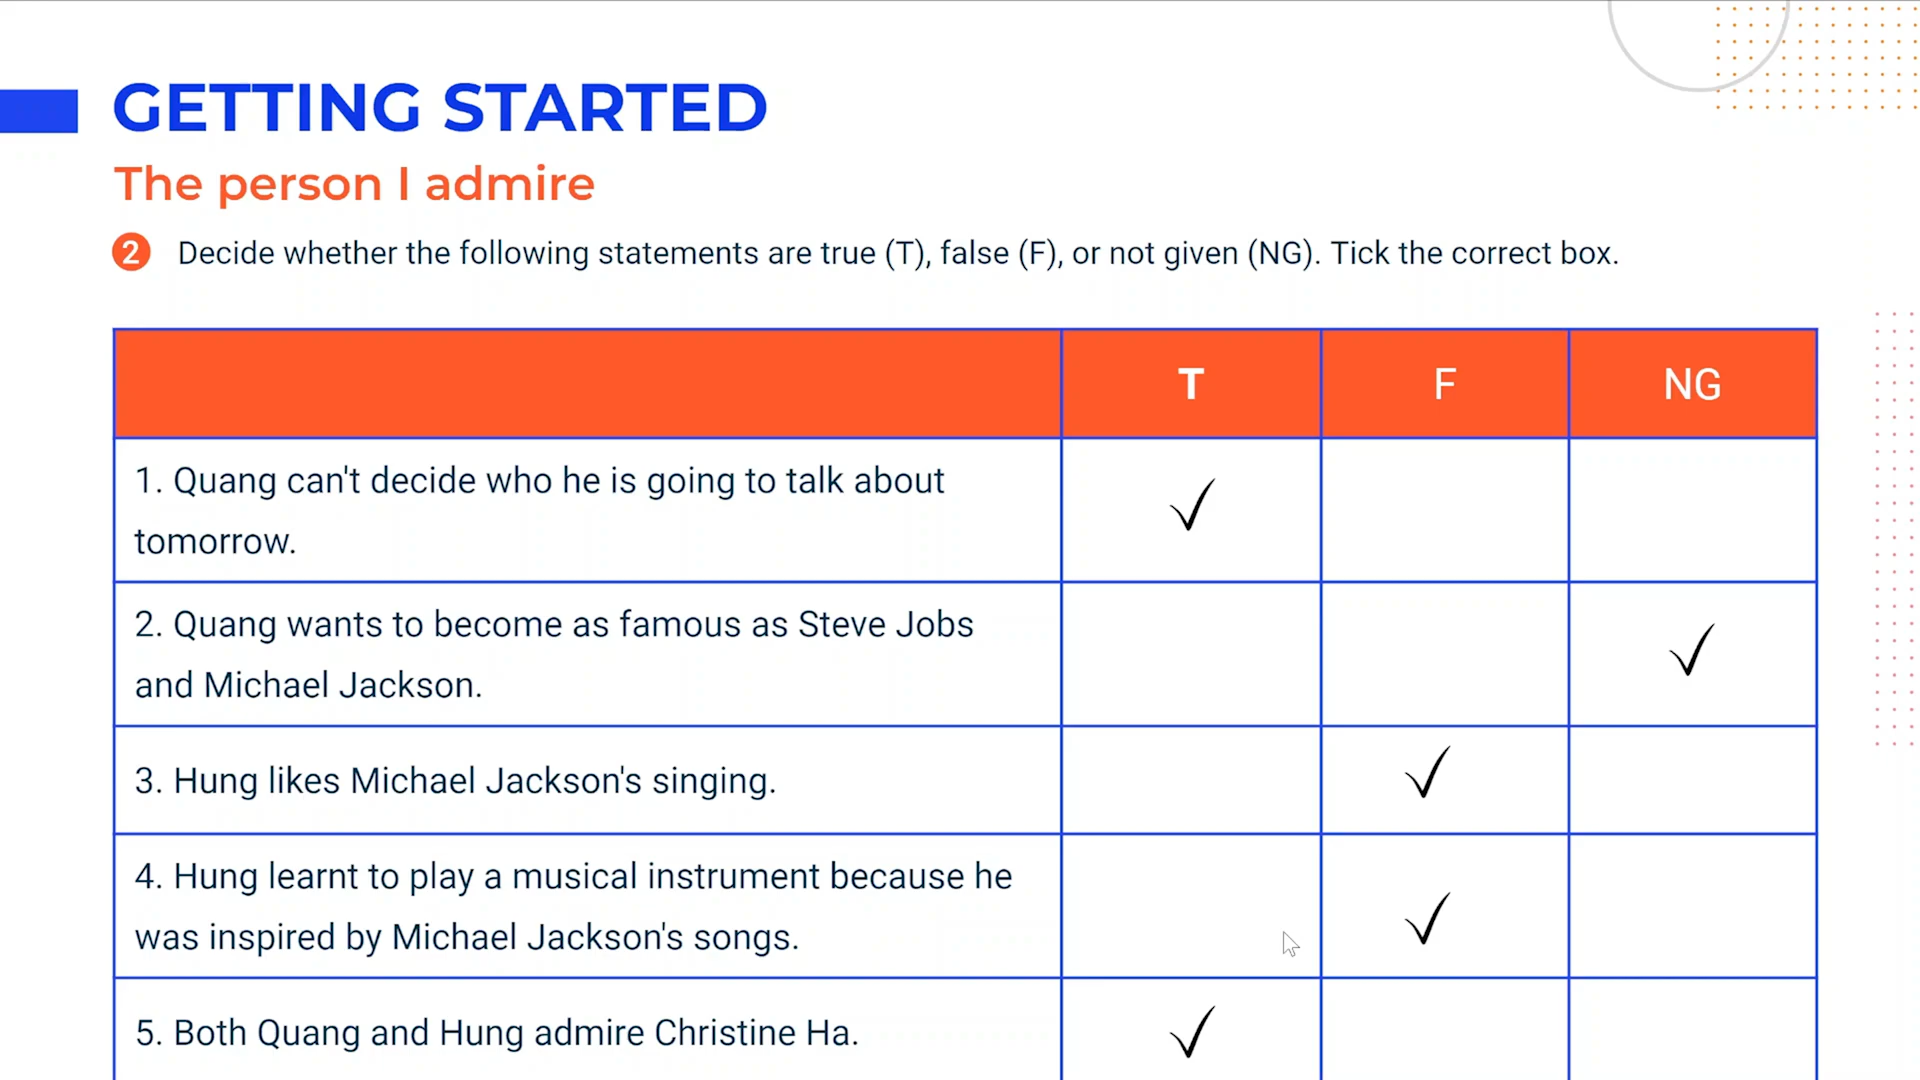 GETTING STARTED
The person I admire
2 Decide whether the following statements are true (T), false (F), or not given (NG). Tick the correct box.
T F NG
1. Quang can't decide who he is going to talk about
tomorrow.
2. Quang wants to become as famous as Steve Jobs
and Michael Jackson.
3. Hung likes Michael Jackson's singing.
4. Hung learnt to play a musical instrument because he
was inspired by Michael Jackson's songs.
5. Both Quang and Hung admire Christine Ha.